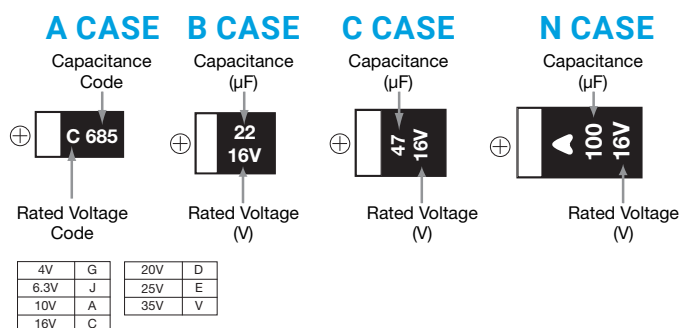 A CASE
Capacitance
Code
C 685
Rated Voltage
Code
B CASE
Capacitance
(µF)
22
16V
Rated Voltage
(V)
C CASE
Capacitance
(µF)
47
16V
Rated Voltage
(V)
N CASE
Capacitance
(µF)
100
16V
Rated Voltage
(V)
4V G
6.3V J
10V A
16V C
20V D
25V E
35V V